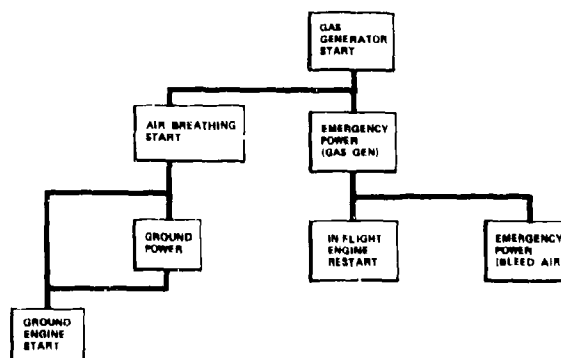 GAS
GENERATOR
START
AIR BREATHING
START
EMERGENCY
POWER
(GAS GEN)
GROUND
POWER
IN FLIGHT
ENGINE
RESTART
EMERGENCY
POWER
(BLEED AIR
GROUND
ENGINE
START